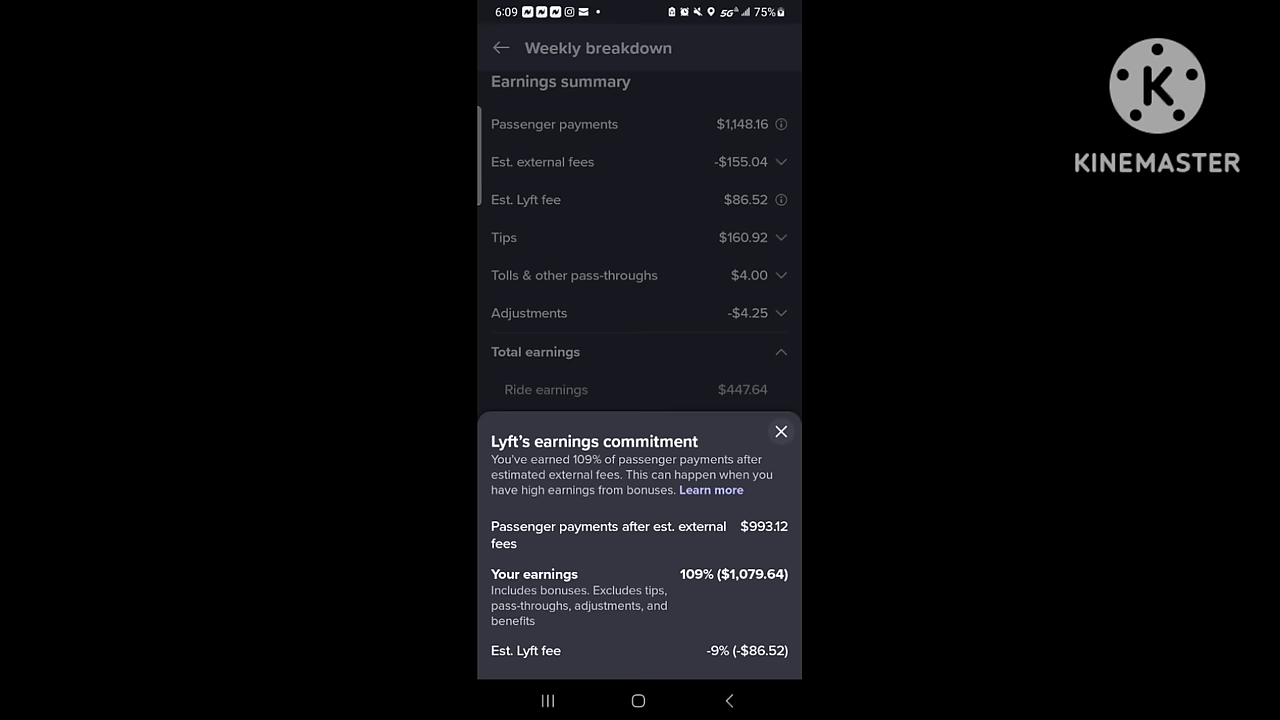 6:09
5G
75%
Weekly breakdown
Earnings summary
Passenger payments $1,148.16
Est. external fees -$155.04
Est. Lyft fee $86.52
Tips $160.92
Tolls & other pass-throughs $4.00
Adjustments -$4.25
Total earnings
Ride earnings $447.64
Lyft's earnings commitment
You've earned 109% of passenger payments after
estimated external fees. This can happen when you
have high earnings from bonuses. Learn more
Passenger payments after est. external $993.12
fees
Your earnings 109% ($1,079.64)
Includes bonuses. Excludes tips,
pass-throughs, adjustments, and
benefits
Est. Lyft fee -9% (-$86.52)
K
KINEMASTER